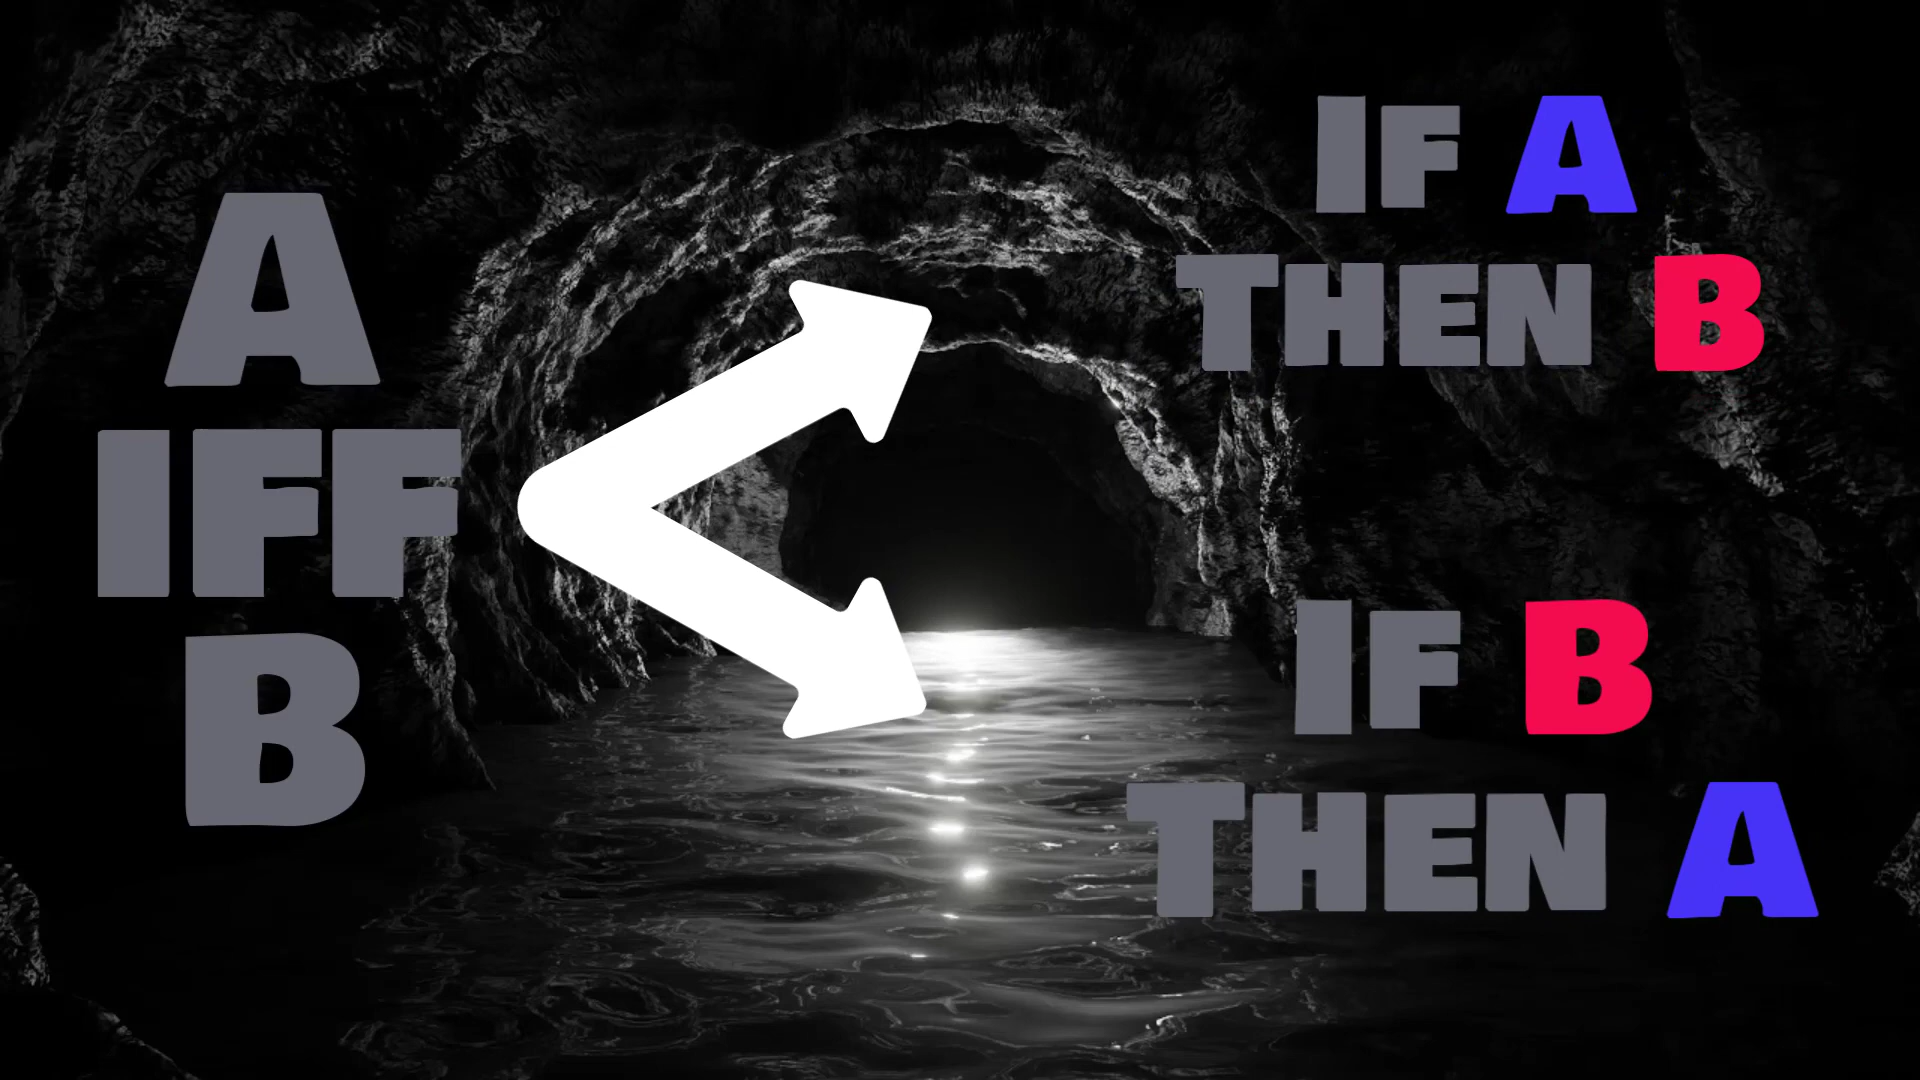 A
IFF
B
If A
Then B
If B
Then A